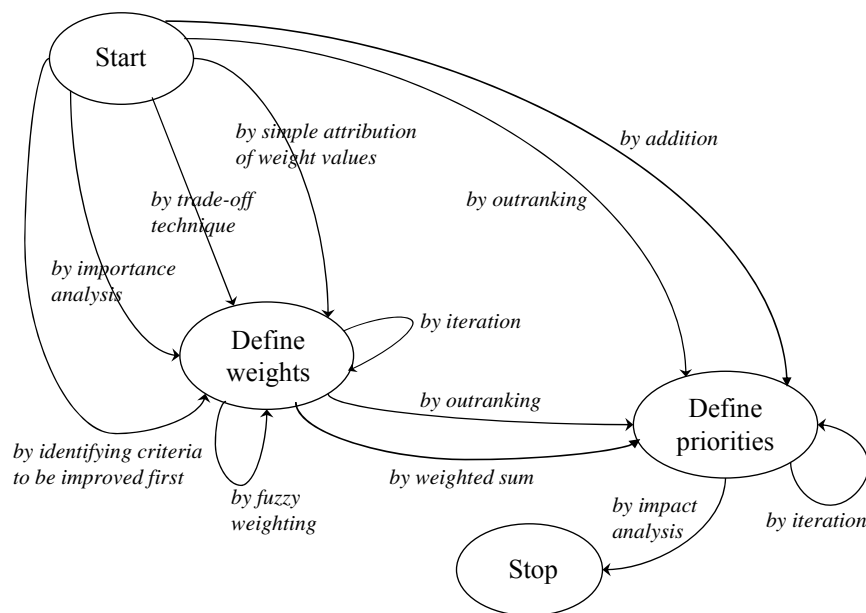 Start
by simple attribution
of weight values
by addition
by trade-off
technique
by outranking
by importance
analysis
Define
weights
by iteration
by outranking
Define
priorities
by identifying criteria
to be improved first
by fuzzy
weighting
by weighted sum
by impact
analysis
by iteration
Stop